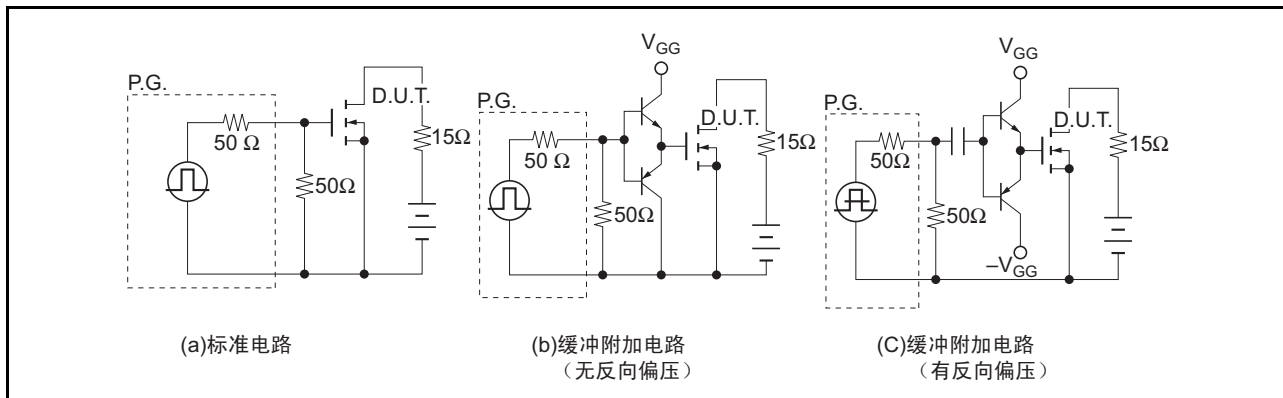 P.G.
50 Ω
50Ω
D.U.T.
15Ω
(a)标准电路
V_GG
P.G.
50 Ω
50Ω
D.U.T.
15Ω
(b)缓冲附加电路
（无反向偏压）
V_GG
P.G.
50Ω
50Ω
D.U.T.
15Ω
–V_GG
(C)缓冲附加电路
（有反向偏压）